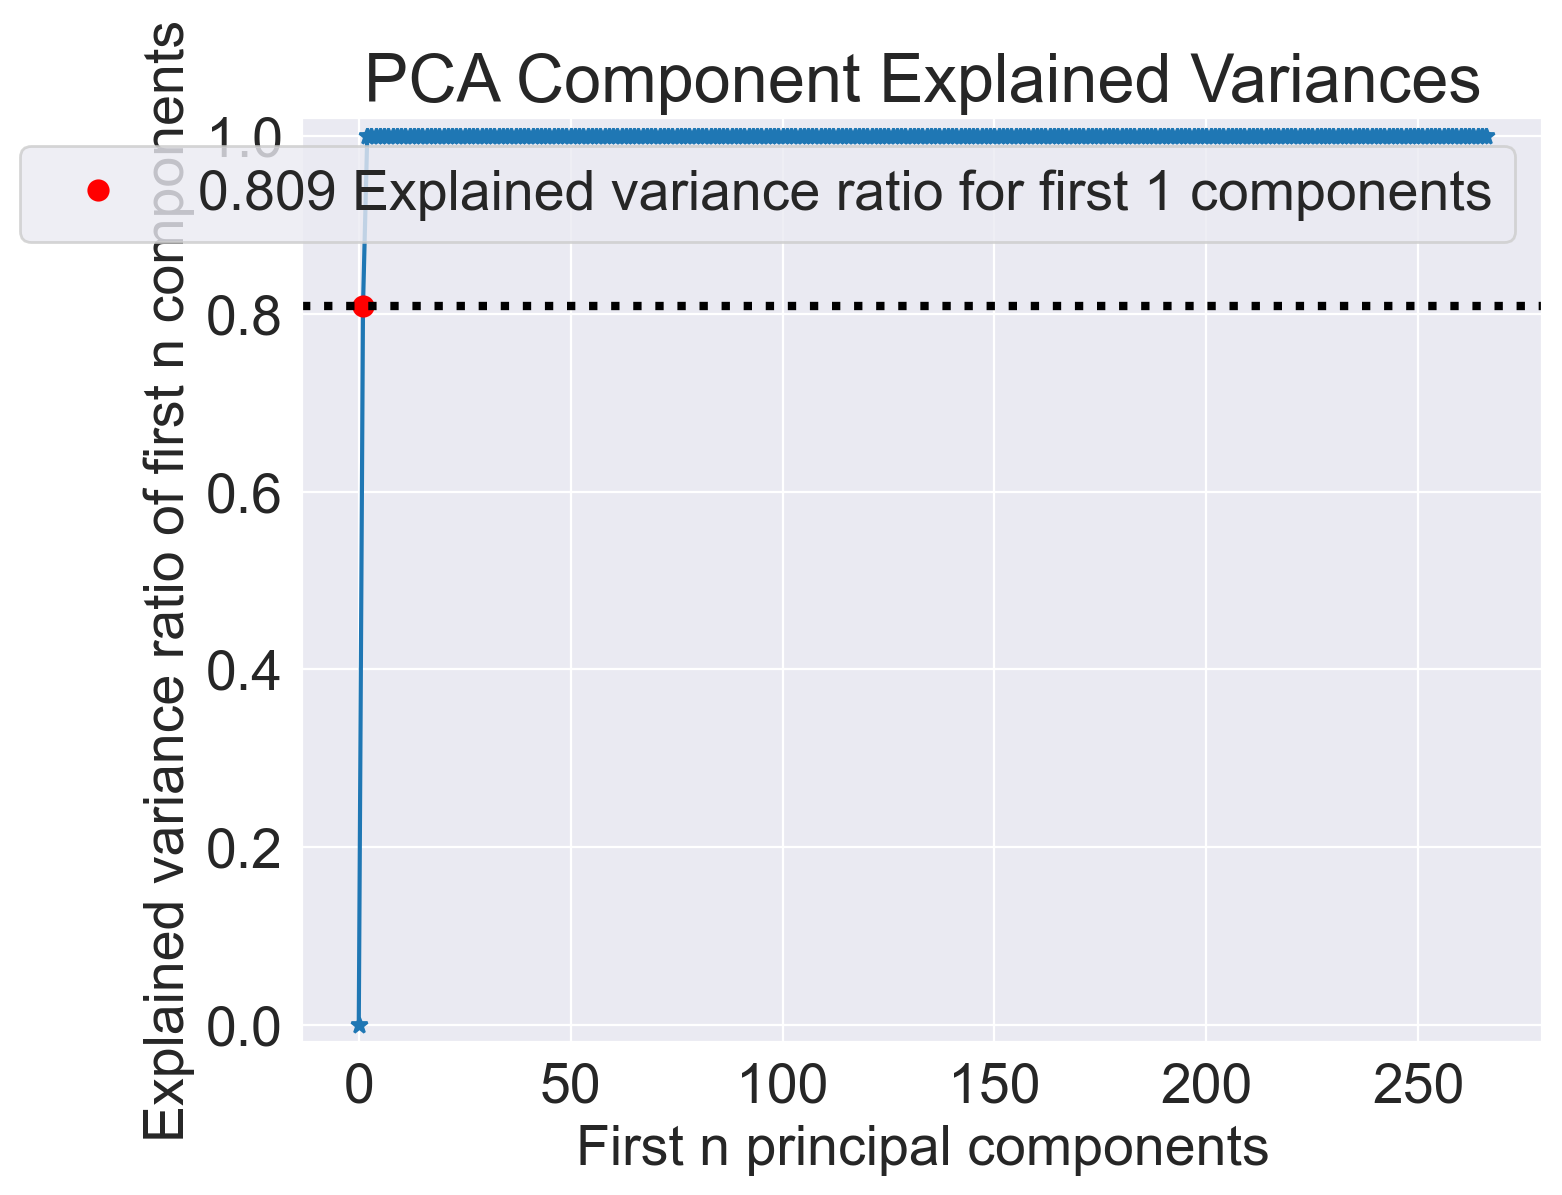 PCA Component Explained Variances
Explained variance ratio of first n components
1.0
0.809 Explained variance ratio for first 1 components
0.8
0.6
0.4
0.2
0.0
0 50 100 150 200 250
First n principal components